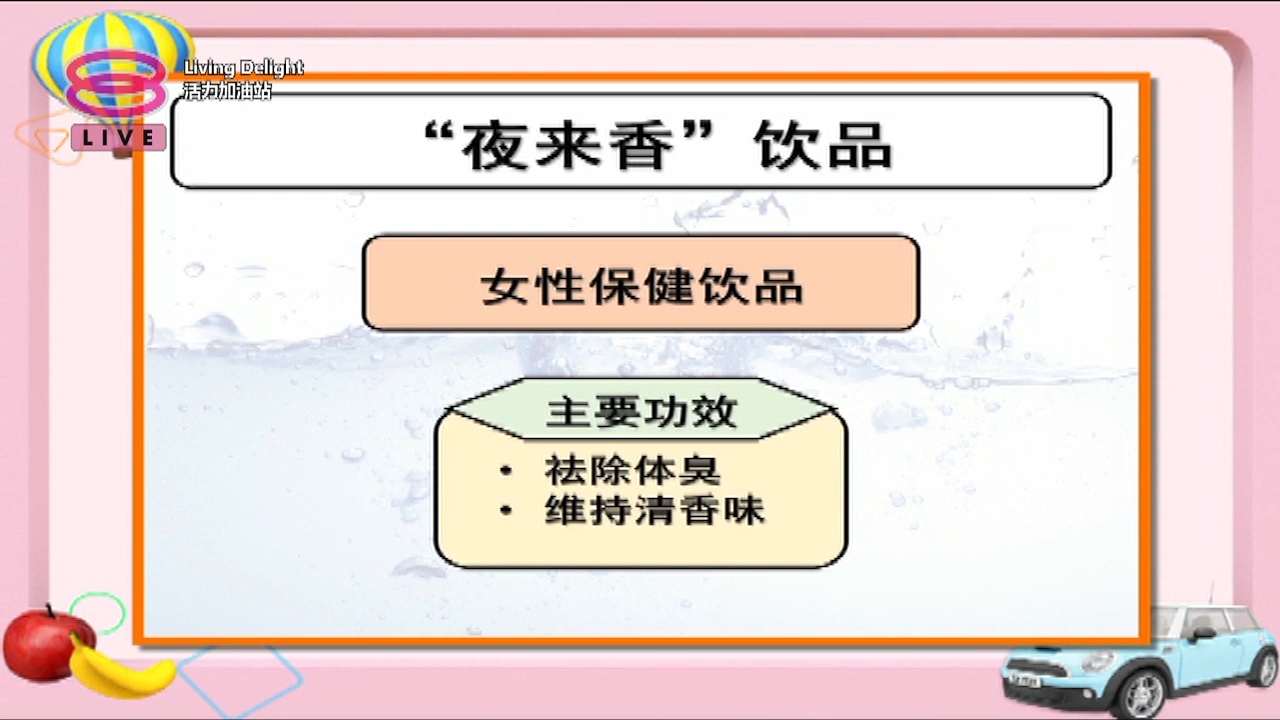 Living Delight
活力加油站
LIVE
“夜来香”饮品
女性保健饮品
主要功效
• 祛除体臭
• 维持清香味